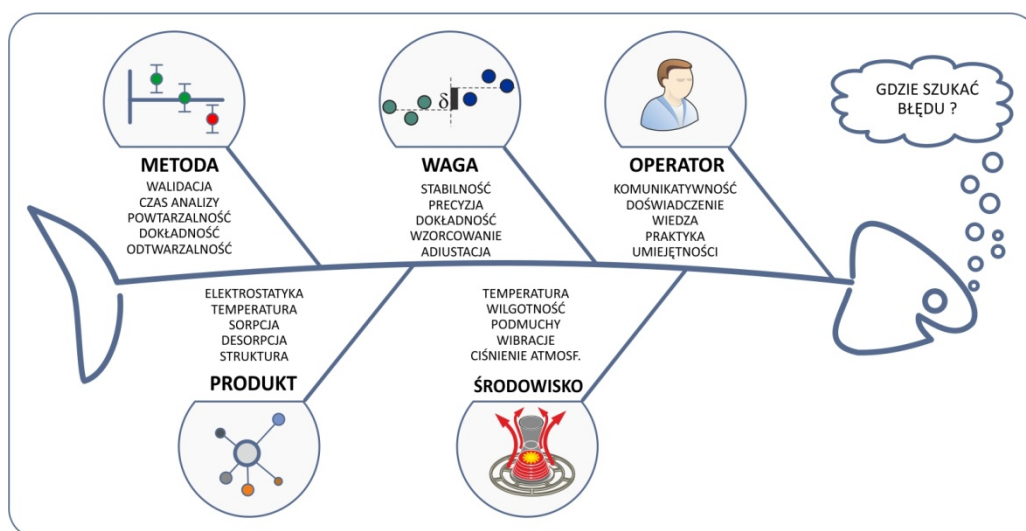 GDZIE SZUKAĆ
BŁĘDU ?
METODA
WALIDACJA
CZAS ANALIZY
POWTARZALNOŚĆ
DOKŁADNOŚĆ
ODTWARZALNOŚĆ
δ
WAGA
STABILNOŚĆ
PRECYZJA
DOKŁADNOŚĆ
WZORCOWANIE
ADIUSTACJA
OPERATOR
KOMUNIKATYWNOŚĆ
DOŚWIADCZENIE
WIEDZA
PRAKTYKA
UMIEJĘTNOŚCI
ELEKTROSTATYKA
TEMPERATURA
SORPCJA
DESORPCJA
STRUKTURA
PRODUKT
TEMPERATURA
WILGOTNOŚĆ
PODMUCHY
WIBRACJE
CIŚNIENIE ATMOSF.
ŚRODOWISKO